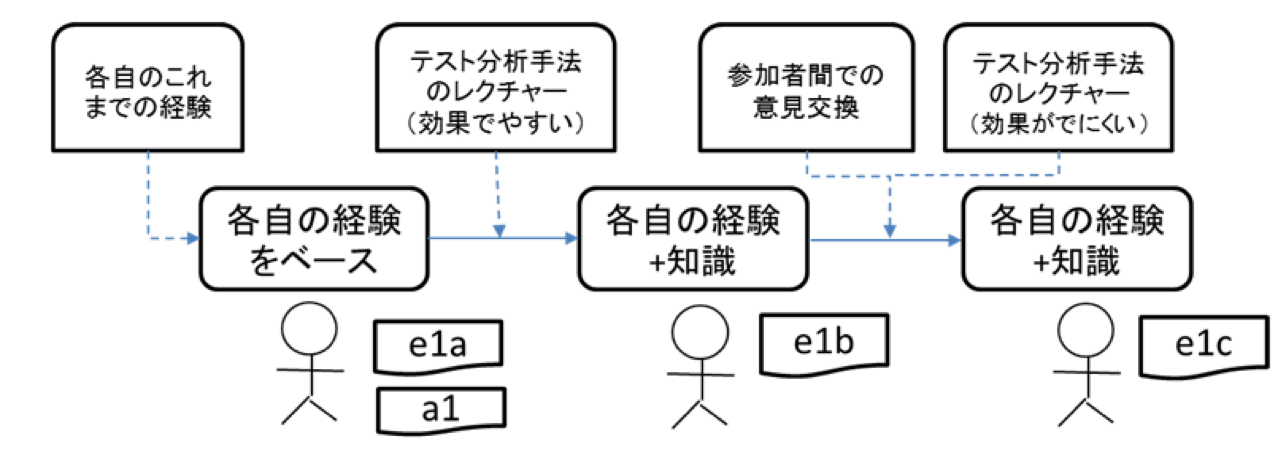 各自のこれ
までの経験
テスト分析手法
のレクチャー
(効果でやすい)
参加者間での
意見交換
テスト分析手法
のレクチャー
(効果がでにくい)
各自の経験
をベース
各自の経験
+知識
各自の経験
+知識
e1a
a1
e1b
e1c